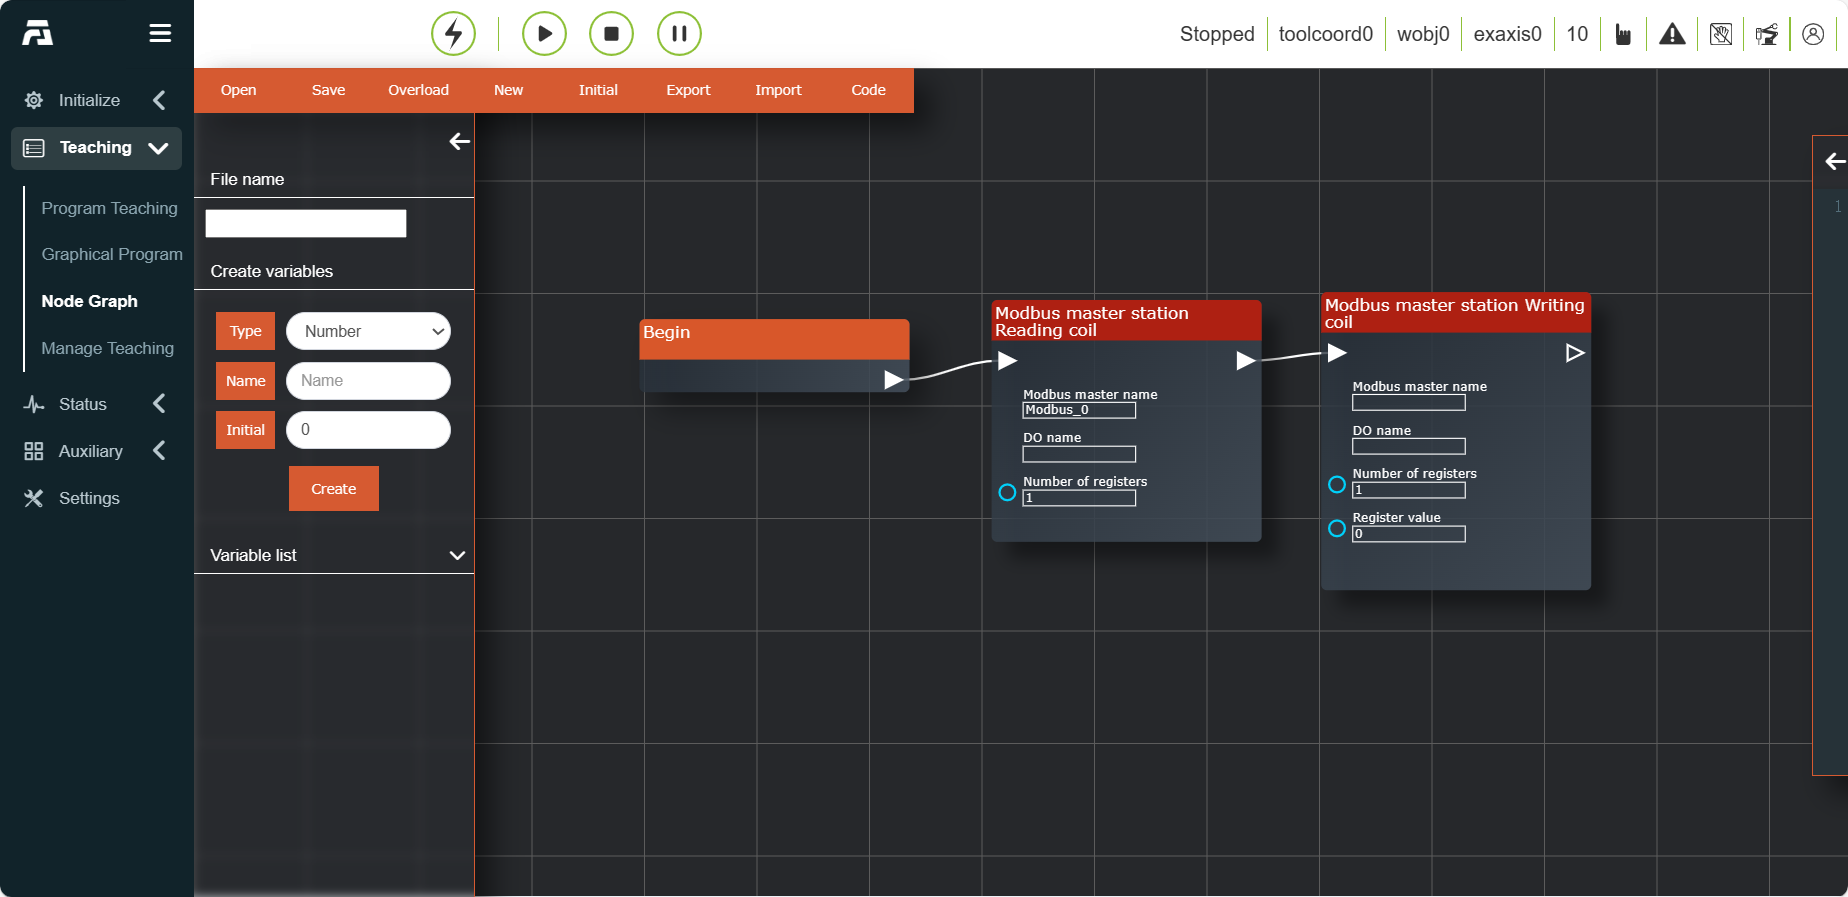 Stopped
toolcoord0
wobj0
exaxis0
10
Initialize
Teaching
Program Teaching
Graphical Program
Node Graph
Manage Teaching
Status
Auxiliary
Settings
Open
Save
Overload
New
Initial
Export
Import
Code
File name
Create variables
Type
Number
Name
Name
Initial
0
Create
Variable list
Begin
Modbus master station
Reading coil
Modbus master name
Modbus_0
DO name
Number of registers
1
Modbus master station Writing
coil
Modbus master name
DO name
Number of registers
1
Register value
0
1